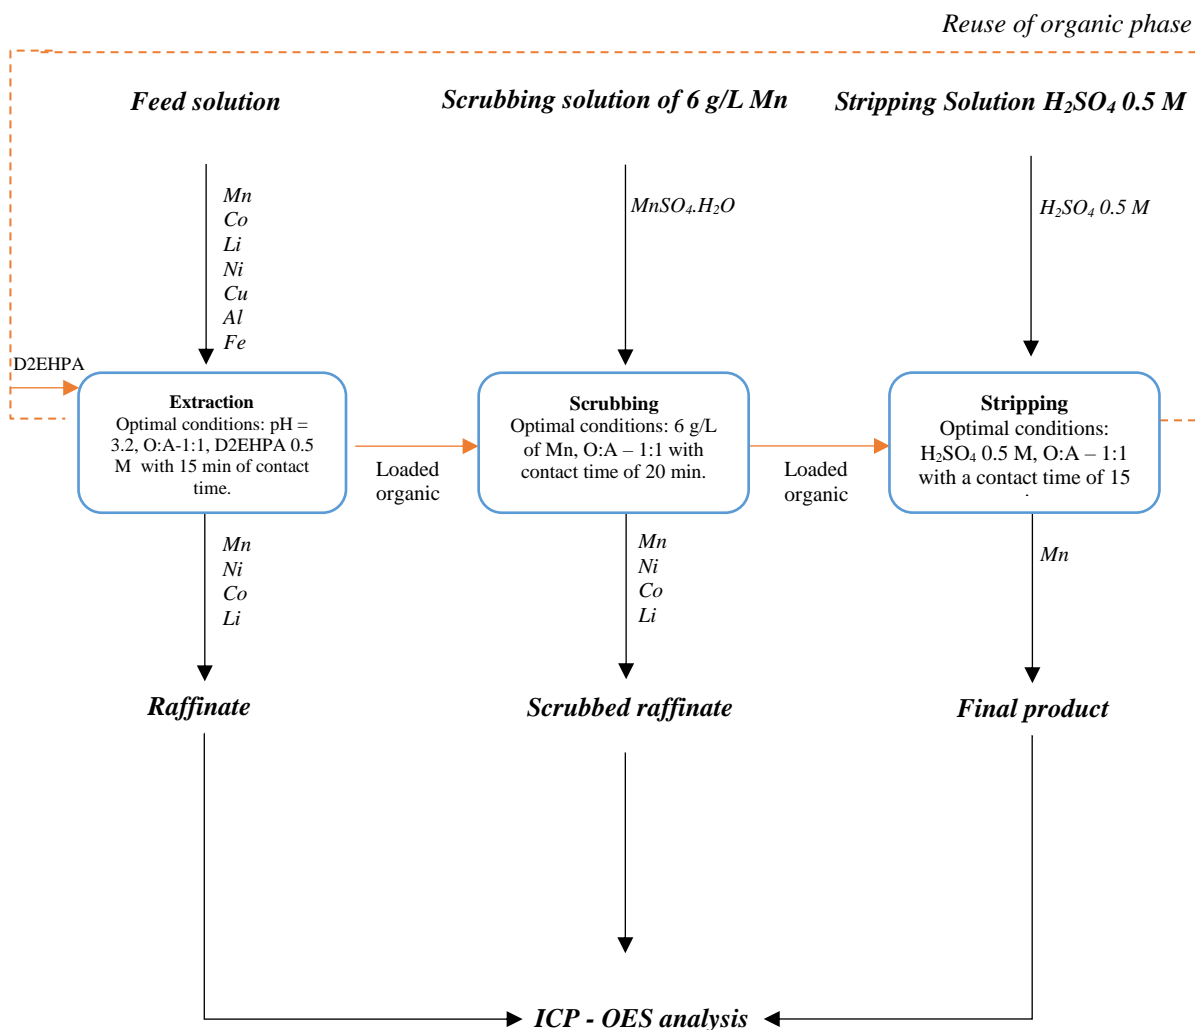 Reuse of organic phase
Feed solution
Scrubbing solution of 6 g/L Mn
Stripping Solution H₂SO₄ 0.5 M
Mn
Co
Li
Ni
Cu
Al
Fe
MnSO₄.H₂O
H₂SO₄ 0.5 M
D2EHPA
Extraction
Optimal conditions: pH =
3.2, O:A-1:1, D2EHPA 0.5
M with 15 min of contact
time.
Loaded
organic
Scrubbing
Optimal conditions: 6 g/L
of Mn, O:A – 1:1 with
contact time of 20 min.
Loaded
organic
Stripping
Optimal conditions:
H₂SO₄ 0.5 M, O:A – 1:1
with a contact time of 15
Mn
Ni
Co
Li
Mn
Ni
Co
Li
Mn
Raffinate
Scrubbed raffinate
Final product
ICP - OES analysis